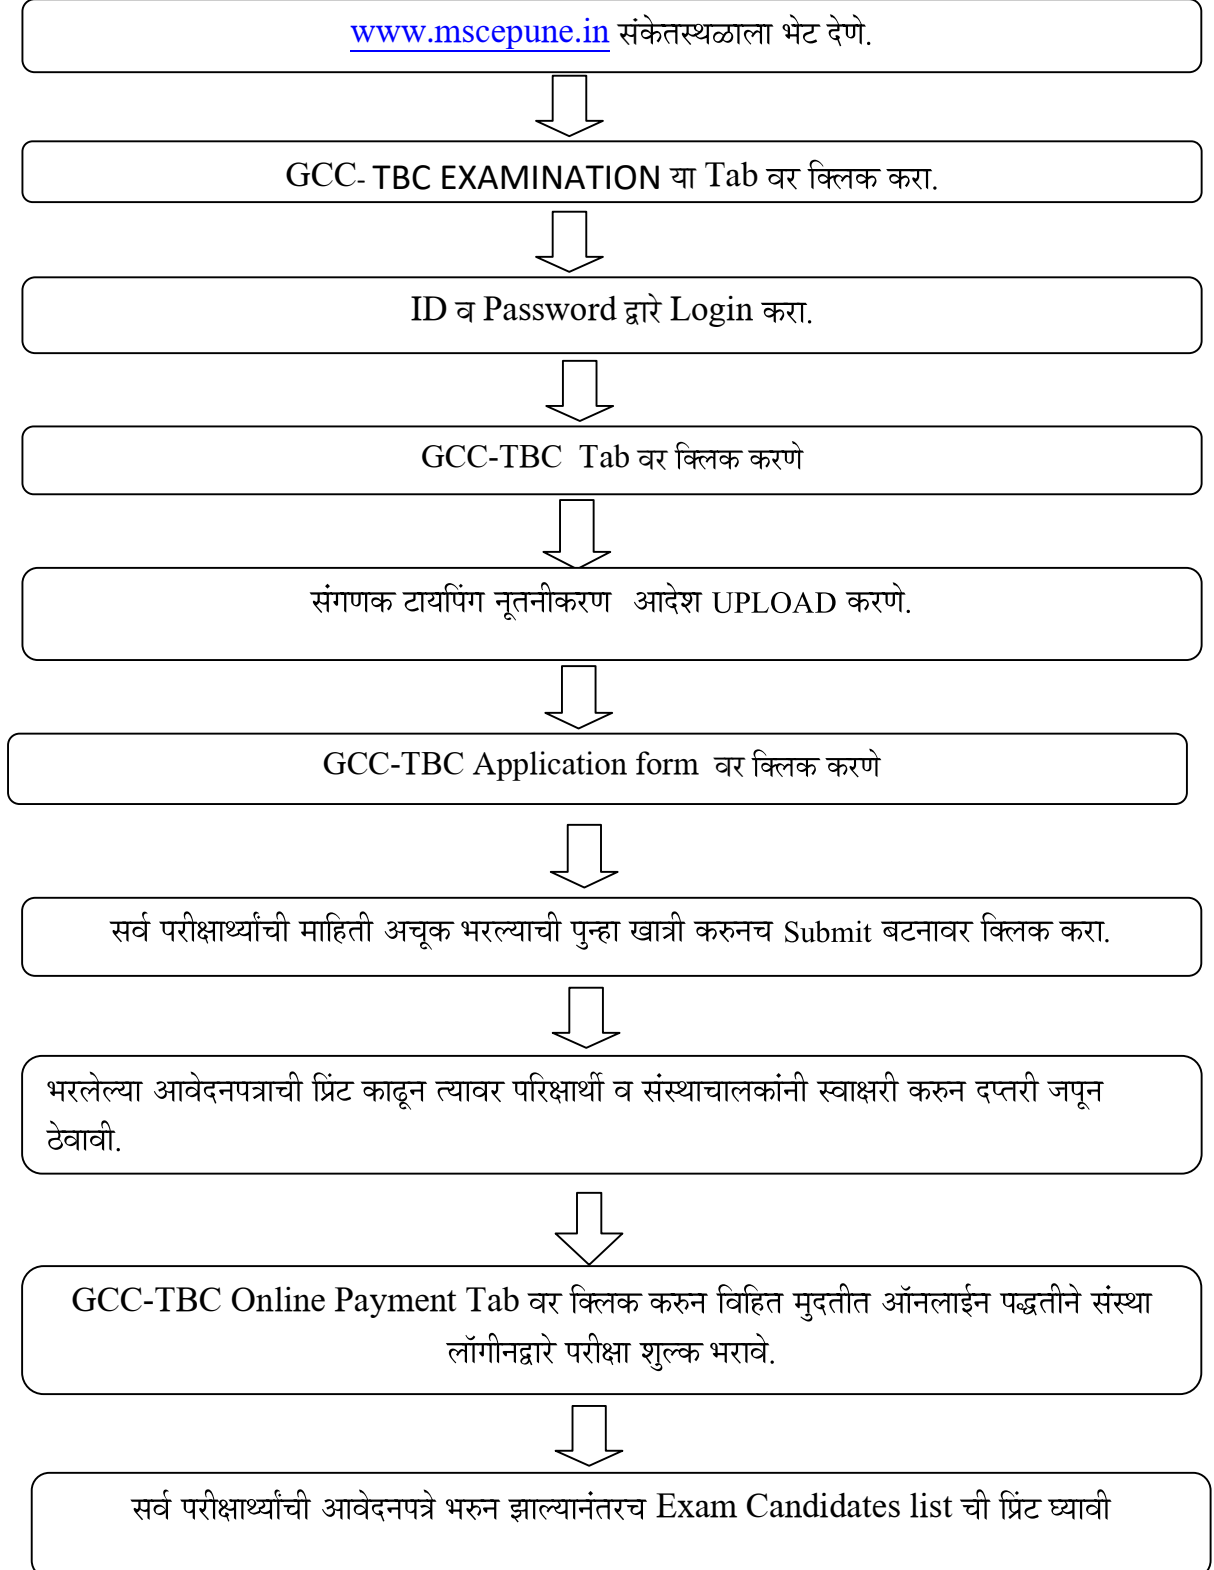 www.mscepune.in संकेतस्थळाला भेट देणे.
GCC- TBC EXAMINATION या Tab वर क्लिक करा.
ID व Password द्वारे Login करा.
GCC-TBC Tab वर क्लिक करणे
संगणक टायपिंग नूतनीकरण आदेश UPLOAD करणे.
GCC-TBC Application form वर क्लिक करणे
सर्व परीक्षार्थ्यांची माहिती अचूक भरल्याची पुन्हा खात्री करुनच Submit बटनावर क्लिक करा.
भरलेल्या आवेदनपत्राची प्रिंट काढून त्यावर परिक्षार्थी व संस्थाचालकांनी स्वाक्षरी करुन दप्तरी जपून
ठेवावी.
GCC-TBC Online Payment Tab वर क्लिक करुन विहित मुदतीत ऑनलाईन पद्धतीने संस्था
लॉगीनद्वारे परीक्षा शुल्क भरावे.
सर्व परीक्षार्थ्यांची आवेदनपत्रे भरुन झाल्यानंतरच Exam Candidates list ची प्रिंट घ्यावी